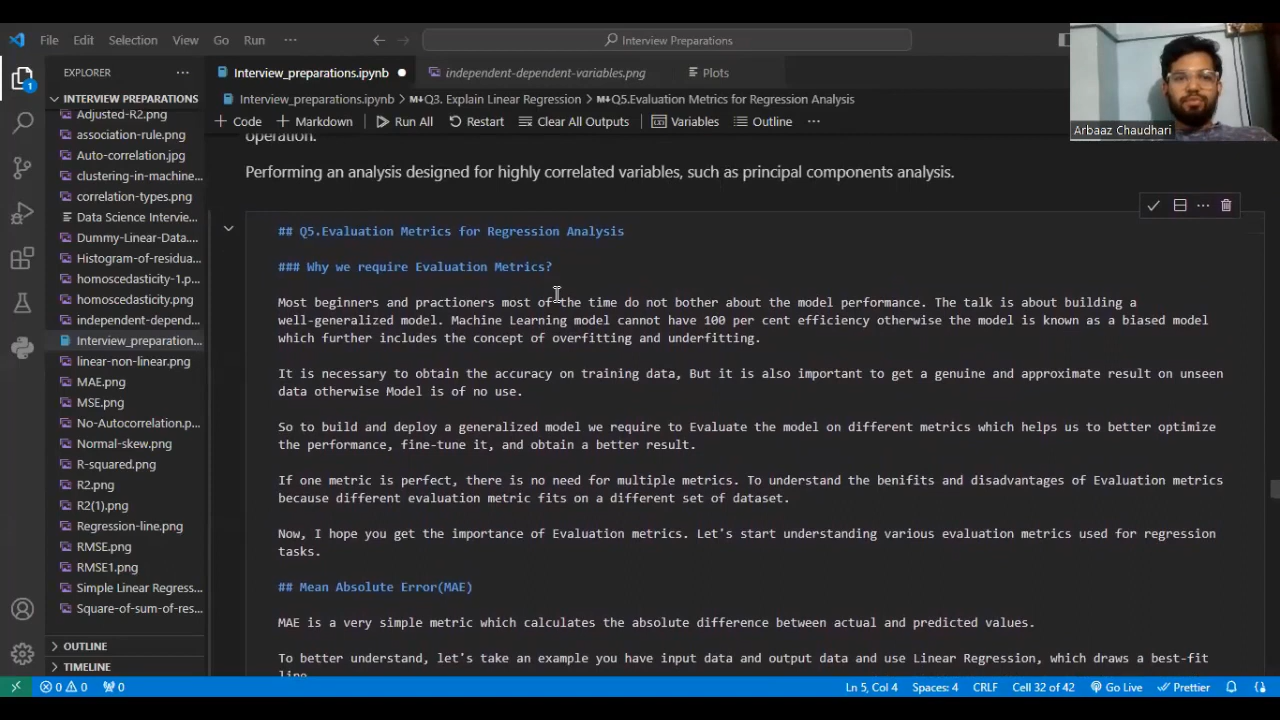 File Edit Selection View Go Run ··· Interview Preparations
EXPLORER ···
Interview_preparations.ipynb ● independent-dependent-variables.png Plots
INTERVIEW PREPARATIONS
Interview_preparations.ipynb > Q3. Explain Linear Regression > Q5.Evaluation Metrics for Regression Analysis
+ Code + Markdown Run All Restart Clear All Outputs Variables Outline ···
Arbaaz Chaudhari
1
Adjusted-R2.png
association-rule.png
Auto-correlation.jpg
clustering-in-machine...
correlation-types.png
Data Science Intervie...
Dummy-Linear-Data....
Histogram-of-residua...
homoscedasticity-1.p...
homoscedasticity.png
independent-depend...
Interview_preparation...
linear-non-linear.png
MAE.png
MSE.png
No-Autocorrelation.p...
Normal-skew.png
R-squared.png
R2.png
R2(1).png
Regression-line.png
RMSE.png
RMSE1.png
Simple Linear Regress...
Square-of-sum-of-res...
OUTLINE
TIMELINE
operation.
Performing an analysis designed for highly correlated variables, such as principal components analysis.
## Q5.Evaluation Metrics for Regression Analysis
### Why we require Evaluation Metrics?
Most beginners and practioners most of the time do not bother about the model performance. The talk is about building a
well-generalized model. Machine Learning model cannot have 100 per cent efficiency otherwise the model is known as a biased model
which further includes the concept of overfitting and underfitting.
It is necessary to obtain the accuracy on training data, But it is also important to get a genuine and approximate result on unseen
data otherwise Model is of no use.
So to build and deploy a generalized model we require to Evaluate the model on different metrics which helps us to better optimize
the performance, fine-tune it, and obtain a better result.
If one metric is perfect, there is no need for multiple metrics. To understand the benifits and disadvantages of Evaluation metrics
because different evaluation metric fits on a different set of dataset.
Now, I hope you get the importance of Evaluation metrics. Let's start understanding various evaluation metrics used for regression
tasks.
## Mean Absolute Error(MAE)
MAE is a very simple metric which calculates the absolute difference between actual and predicted values.
To better understand, let's take an example you have input data and output data and use Linear Regression, which draws a best-fit
line.
0 0 0 Ln 5, Col 4 Spaces: 4 CRLF Cell 32 of 42 Go Live Prettier